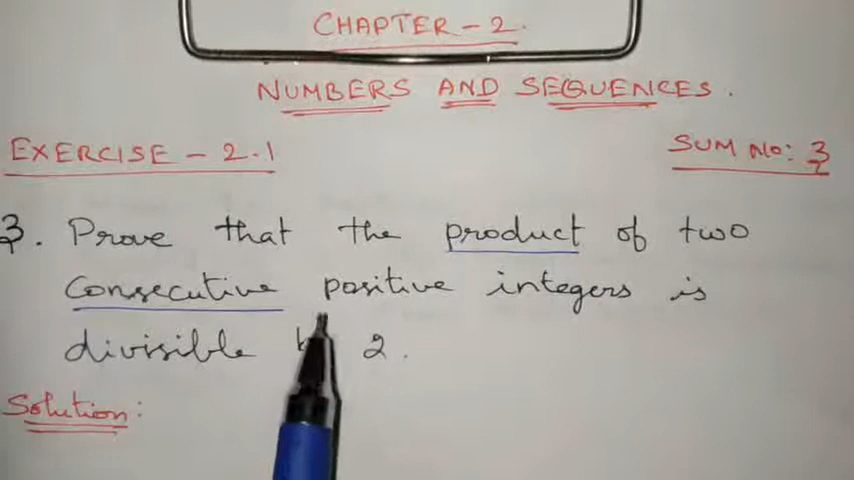 CHAPTER - 2.
NUMBERS AND SEQUENCES.
EXERCISE - 2.1
SUM No: 3
3. Prove that the product of two
consecutive positive integers is
divisible 2.
Solution: